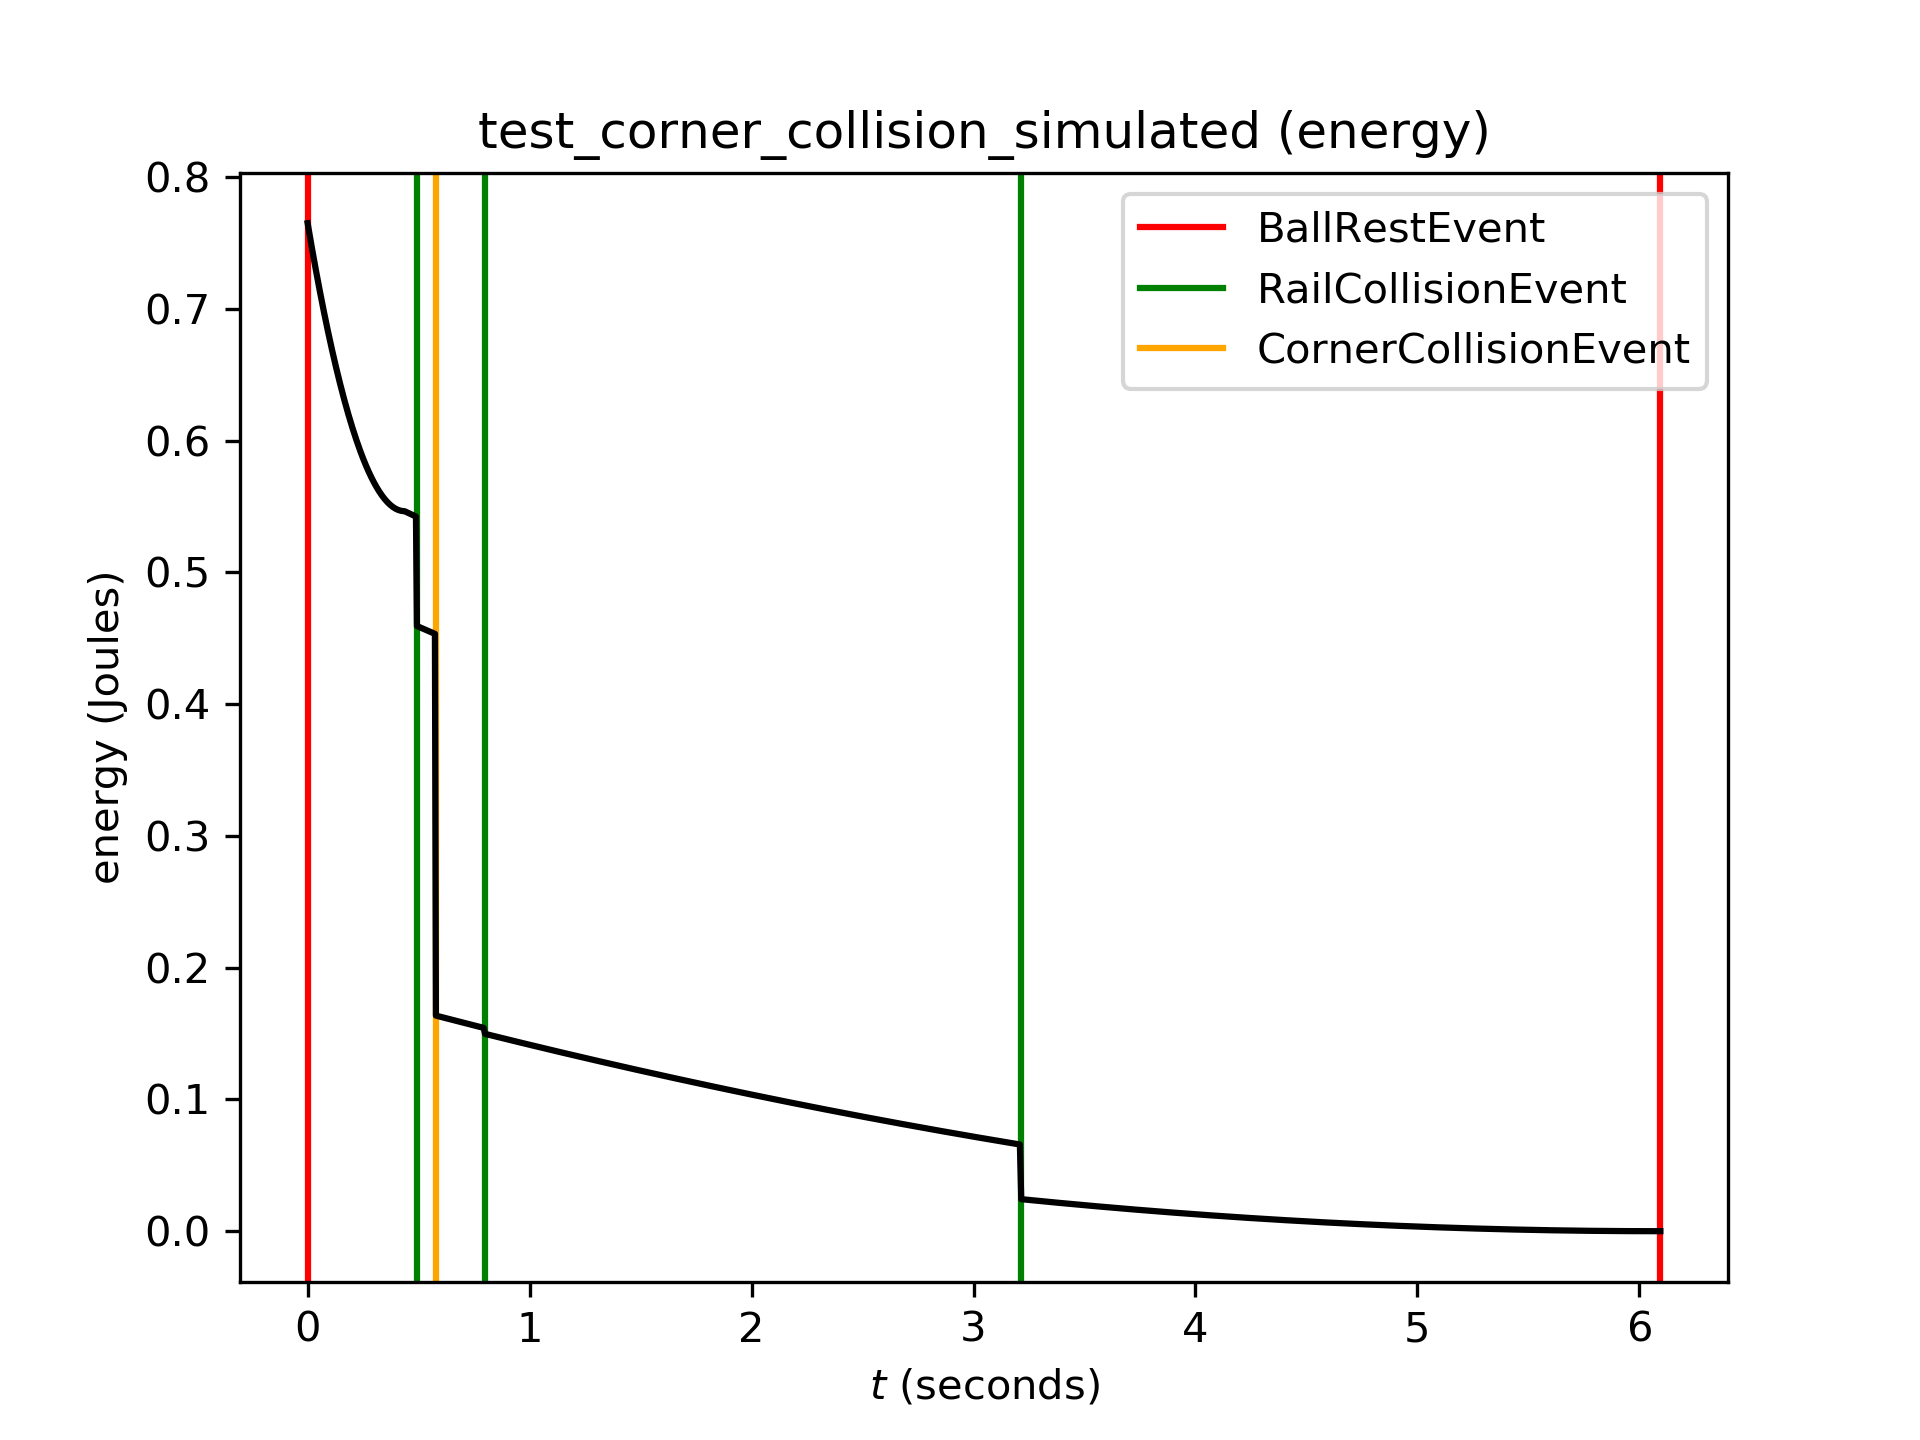 test_corner_collision_simulated (energy)
BallRestEvent
RailCollisionEvent
CornerCollisionEvent
energy (Joules)
0.8
0.7
0.6
0.5
0.4
0.3
0.2
0.1
0.0
0 1 2 3 4 5 6
t (seconds)